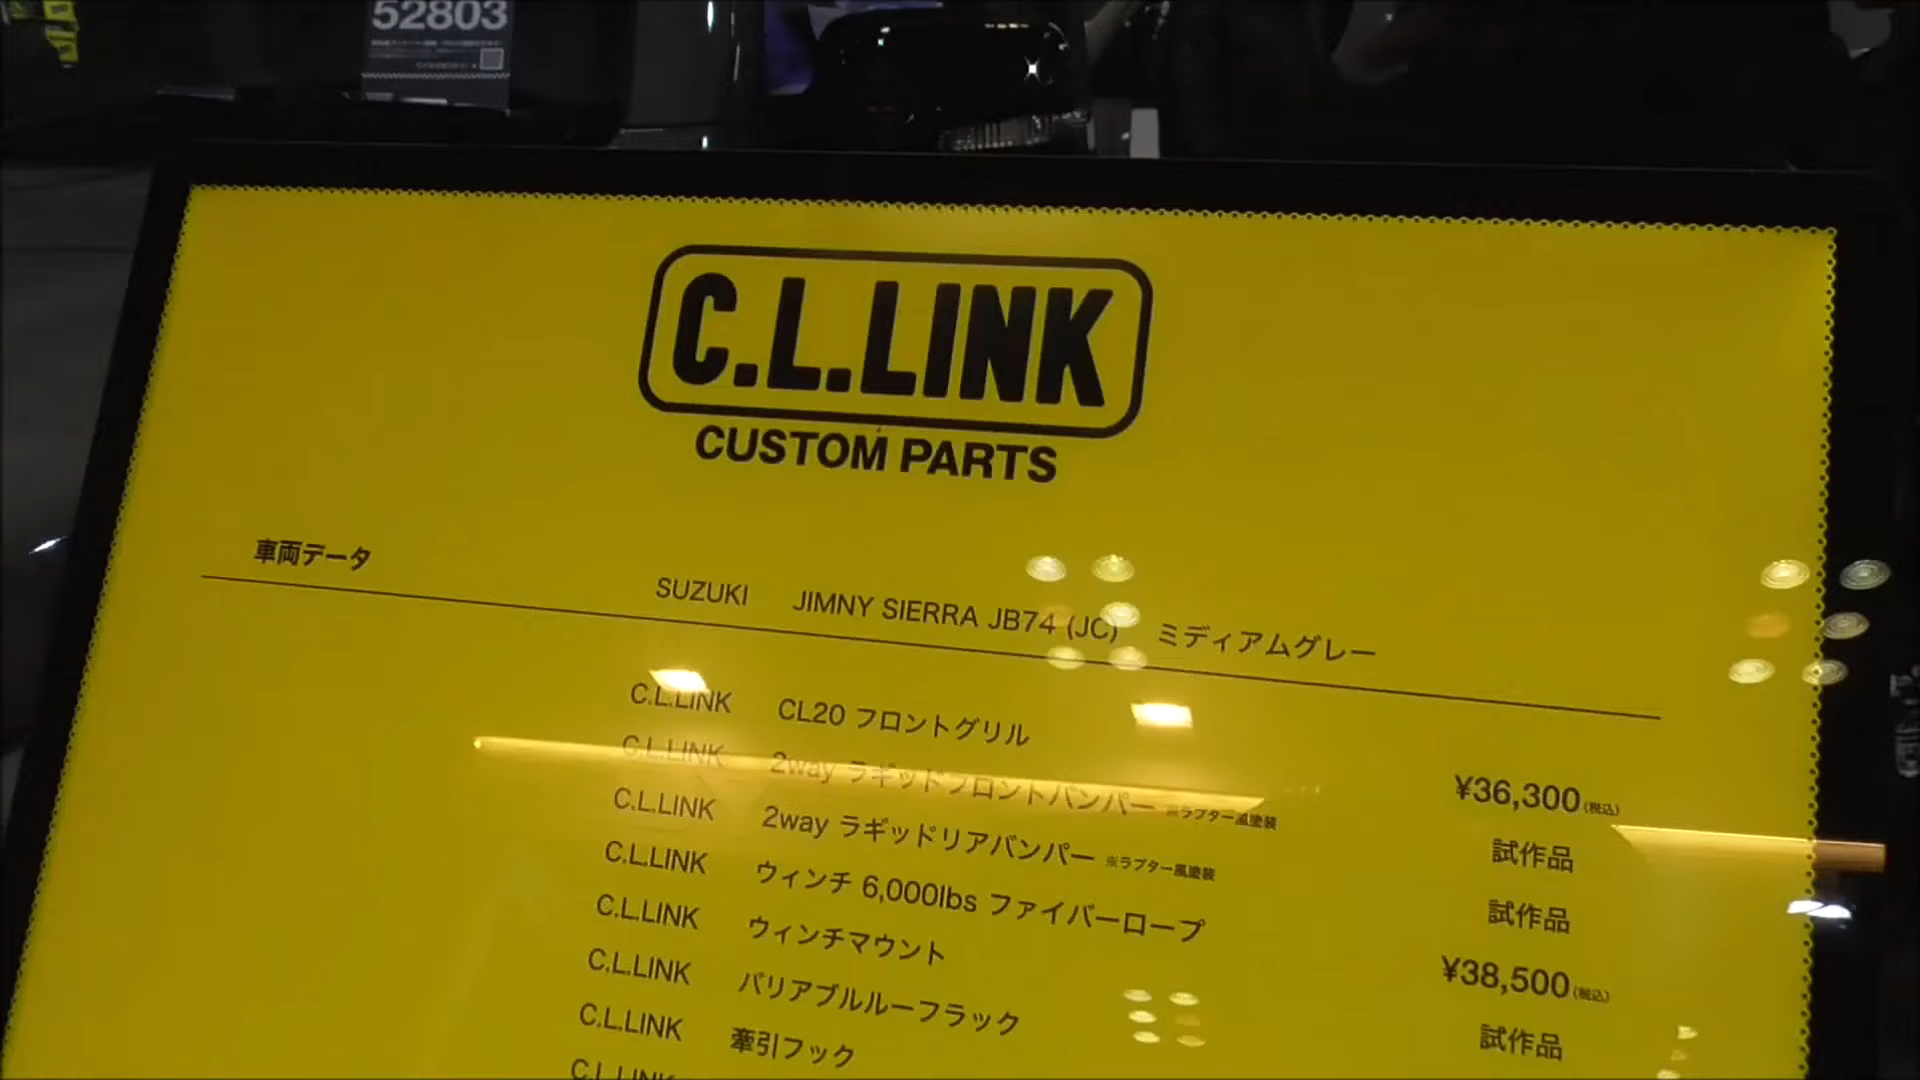 52803
C.L.LINK
CUSTOM PARTS
車両データ
SUZUKI JIMNY SIERRA JB74 (JC) ミディアムグレー
C.L.LINK CL20 フロントグリル ¥36,300(税込)
C.L.LINK 2way ラギッドフロントバンパー ※ラプター風塗装 試作品
C.L.LINK 2way ラギッドリアバンパー ※ラプター風塗装 試作品
C.L.LINK ウィンチ 6,000lbs ファイバーロープ ¥38,500(税込)
C.L.LINK ウィンチマウント 試作品
C.L.LINK バリアブルルーフラック
C.L.LINK 牽引フック
C.L.LINK